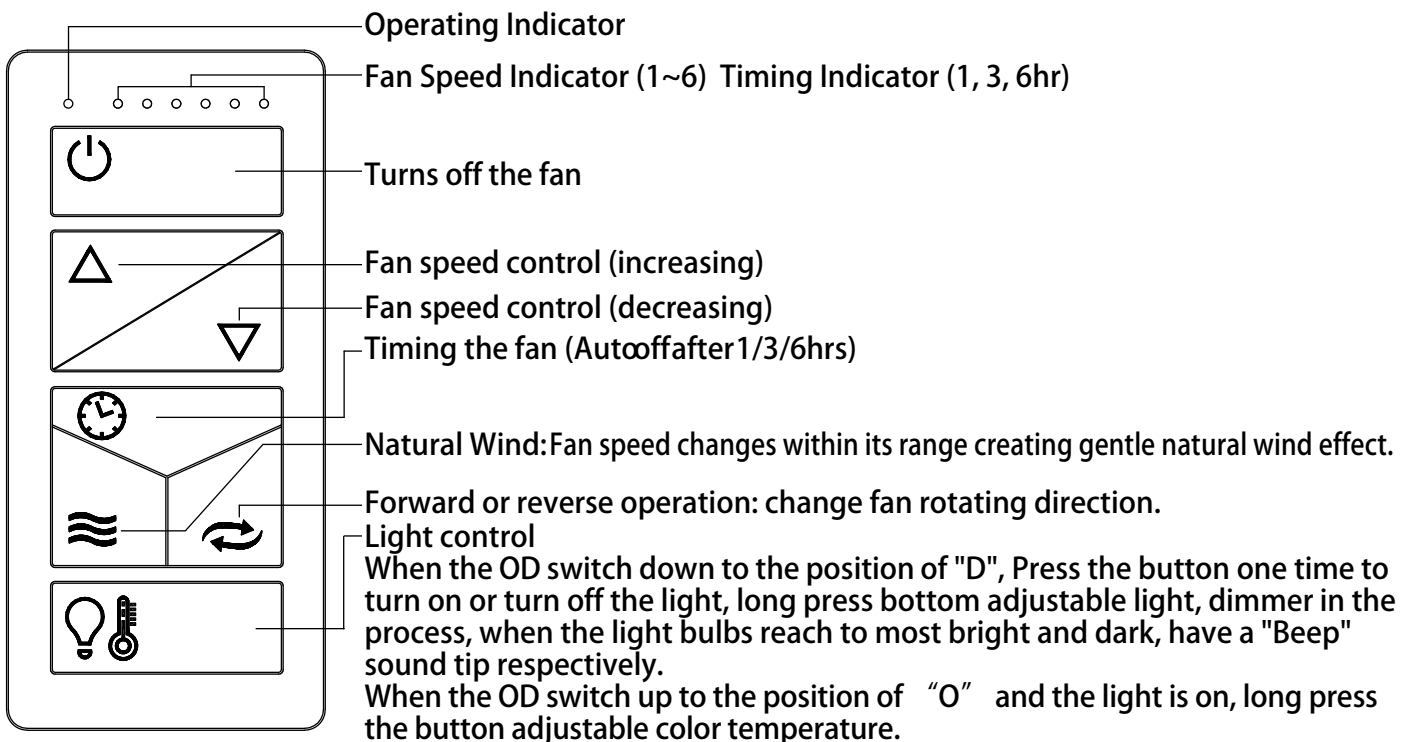 Operating Indicator
Fan Speed Indicator (1~6)  Timing Indicator (1, 3, 6hr)
Turns off the fan
Fan speed control (increasing)
Fan speed control (decreasing)
Timing the fan (Autooffafter1/3/6hrs)
Natural Wind:Fan speed changes within its range creating gentle natural wind effect.
Forward or reverse operation: change fan rotating direction.
Light control
When the OD switch down to the position of "D", Press the button one time to
turn on or turn off the light, long press bottom adjustable light, dimmer in the
process, when the light bulbs reach to most bright and dark, have a "Beep"
sound tip respectively.
When the OD switch up to the position of “O” and the light is on, long press
the button adjustable color temperature.